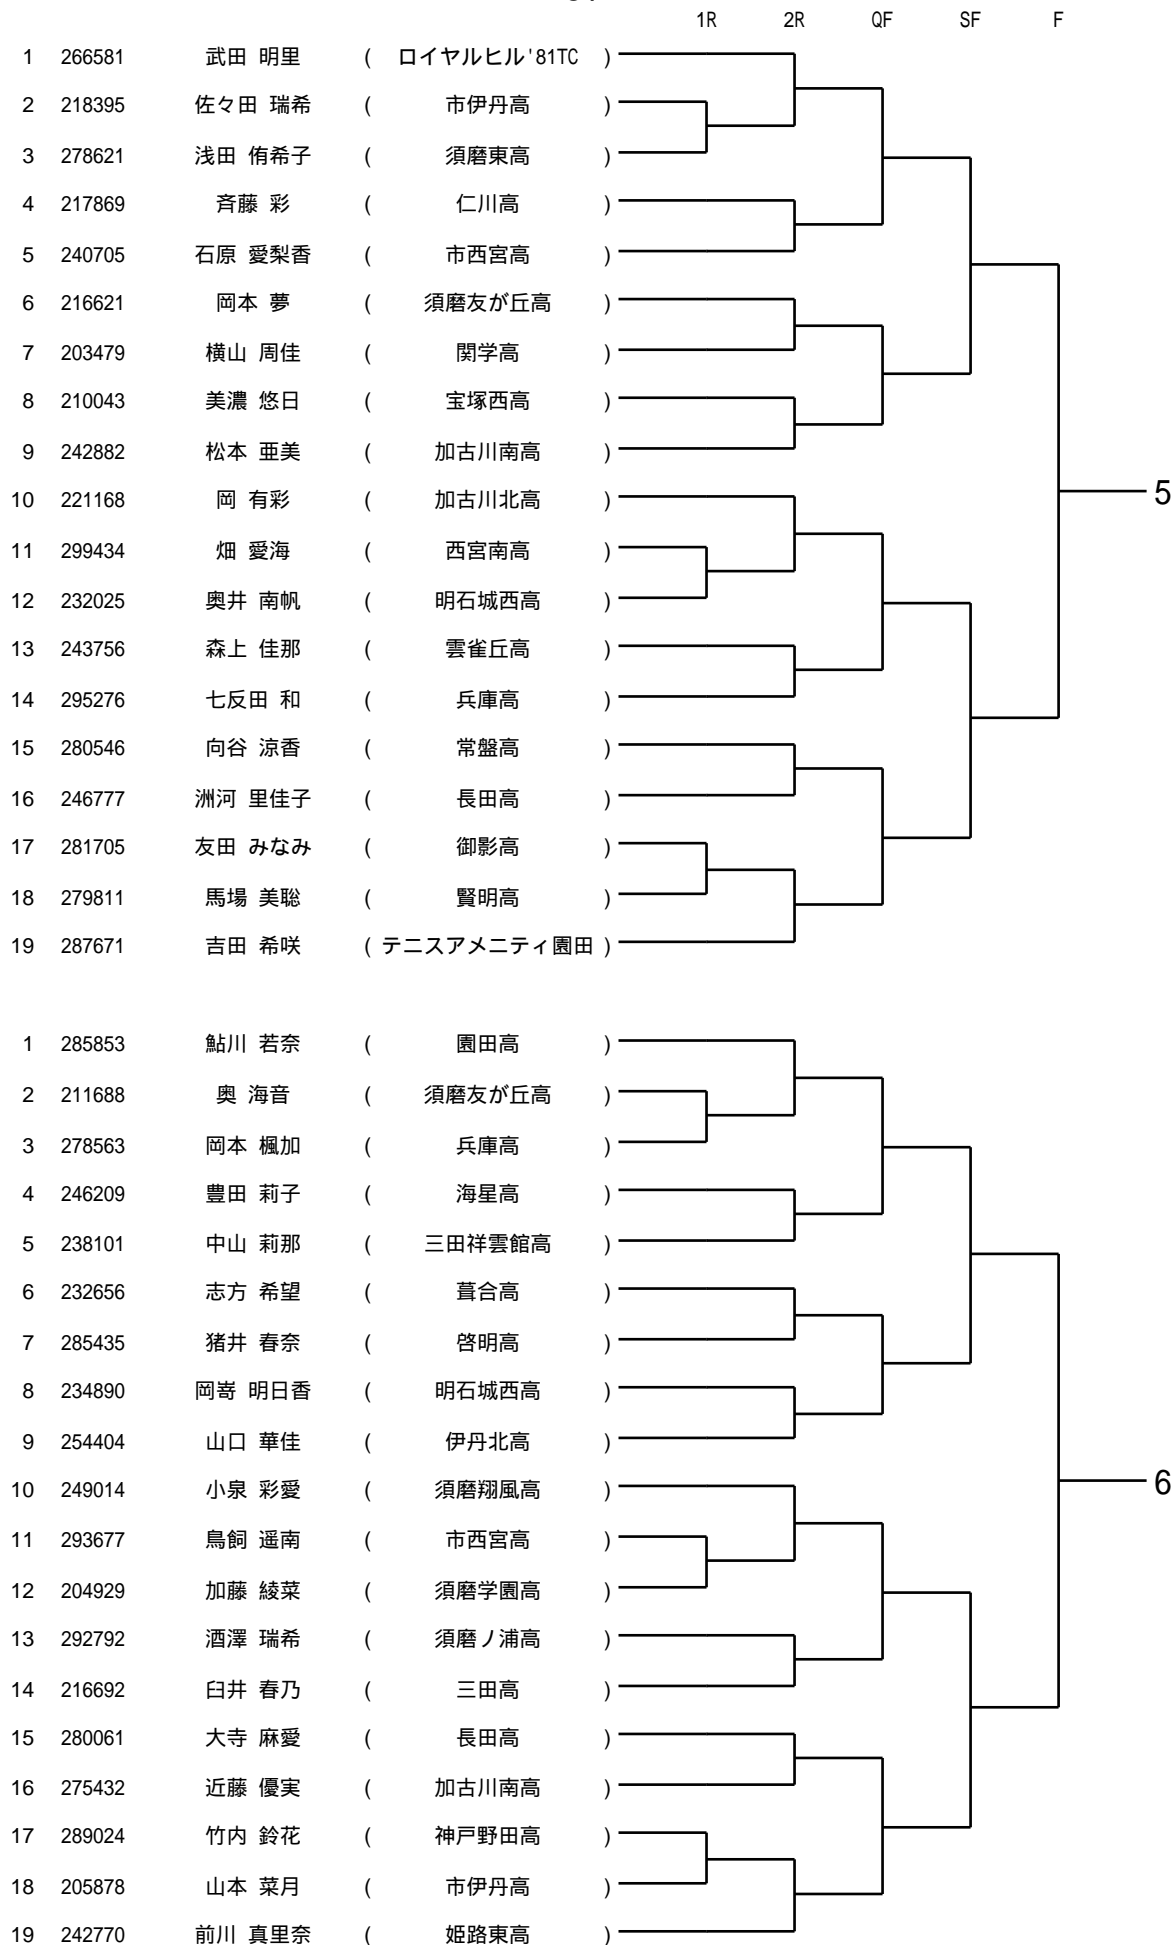 1R 2R QF SF F
1 266581 武田 明里 ( ロイヤルヒル'81TC )
2 218395 佐々田 瑞希 ( 市伊丹高 )
3 278621 浅田 侑希子 ( 須磨東高 )
4 217869 斉藤 彩 ( 仁川高 )
5 240705 石原 愛梨香 ( 市西宮高 )
6 216621 岡本 夢 ( 須磨友が丘高 )
7 203479 横山 周佳 ( 関学高 )
8 210043 美濃 悠日 ( 宝塚西高 )
9 242882 松本 亜美 ( 加古川南高 )
10 221168 岡 有彩 ( 加古川北高 )
5
11 299434 畑 愛海 ( 西宮南高 )
12 232025 奥井 南帆 ( 明石城西高 )
13 243756 森上 佳那 ( 雲雀丘高 )
14 295276 七反田 和 ( 兵庫高 )
15 280546 向谷 涼香 ( 常盤高 )
16 246777 洲河 里佳子 ( 長田高 )
17 281705 友田 みなみ ( 御影高 )
18 279811 馬場 美聡 ( 賢明高 )
19 287671 吉田 希咲 ( テニスアメニティ園田 )
1 285853 鮎川 若奈 ( 園田高 )
2 211688 奥 海音 ( 須磨友が丘高 )
3 278563 岡本 楓加 ( 兵庫高 )
4 246209 豊田 莉子 ( 海星高 )
5 238101 中山 莉那 ( 三田祥雲館高 )
6 232656 志方 希望 ( 葺合高 )
7 285435 猪井 春奈 ( 啓明高 )
8 234890 岡嵜 明日香 ( 明石城西高 )
9 254404 山口 華佳 ( 伊丹北高 )
10 249014 小泉 彩愛 ( 須磨翔風高 )
6
11 293677 鳥飼 遥南 ( 市西宮高 )
12 204929 加藤 綾菜 ( 須磨学園高 )
13 292792 酒澤 瑞希 ( 須磨ノ浦高 )
14 216692 臼井 春乃 ( 三田高 )
15 280061 大寺 麻愛 ( 長田高 )
16 275432 近藤 優実 ( 加古川南高 )
17 289024 竹内 鈴花 ( 神戸野田高 )
18 205878 山本 菜月 ( 市伊丹高 )
19 242770 前川 真里奈 ( 姫路東高 )